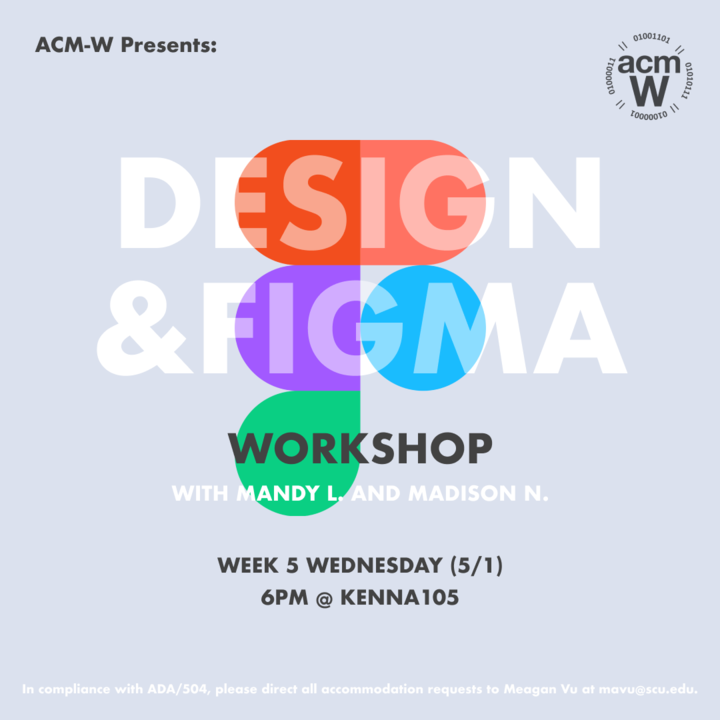 ACM-W Presents:
01001101 // 01010111 // 01000001 // 01000011 //
acm
W
DESIGN
&FIGMA
WORKSHOP
WITH MANDY L. AND MADISON N.
WEEK 5 WEDNESDAY (5/1)
6PM @ KENNA105
In compliance with ADA/504, please direct all accommodation requests to Meagan Vu at mavu@scu.edu.